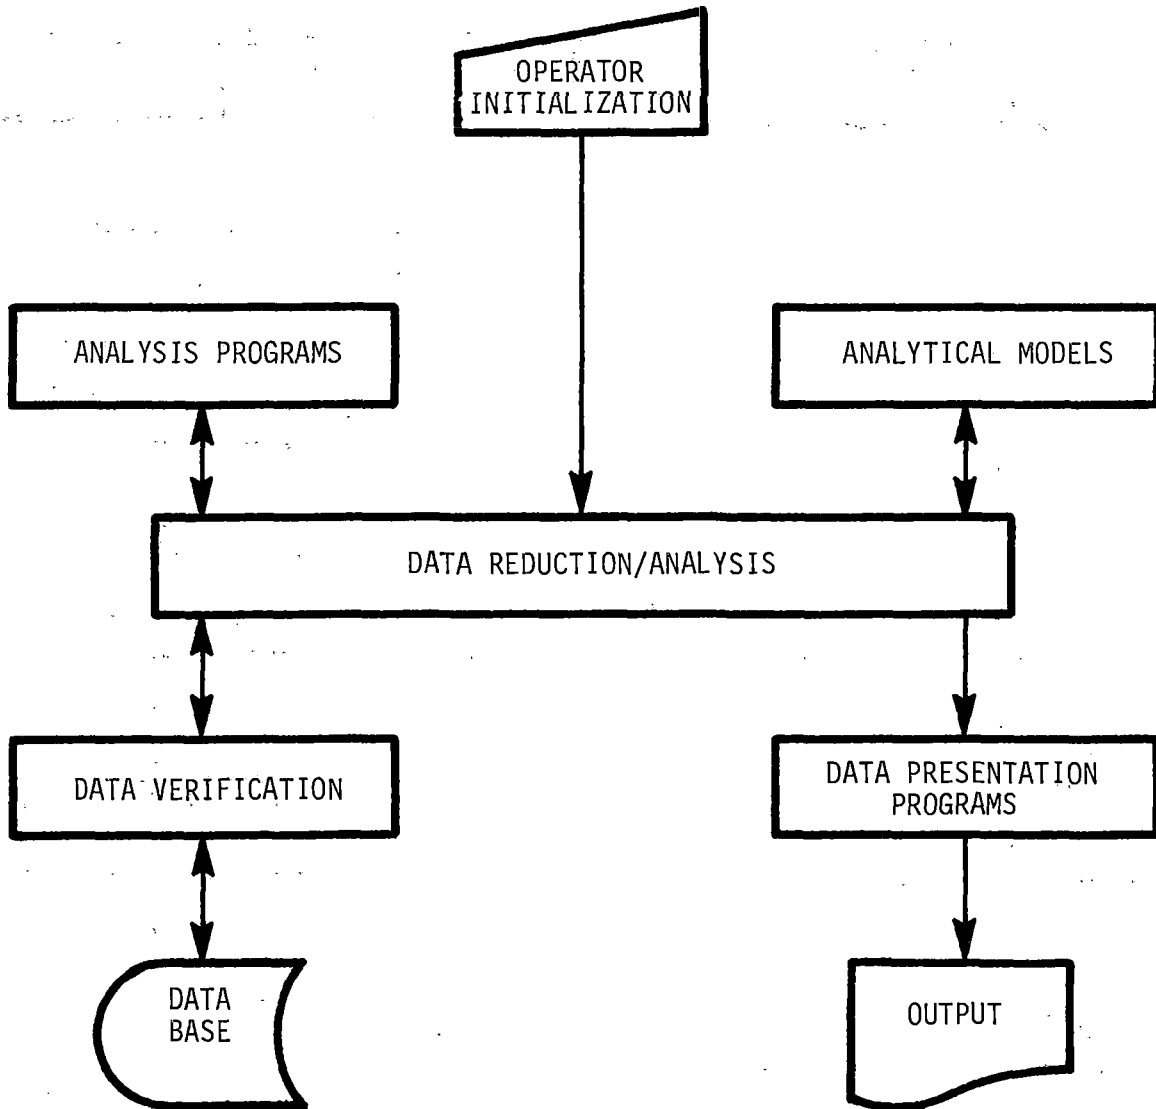 OPERATOR
INITIALIZATION
ANALYSIS PROGRAMS
ANALYTICAL MODELS
DATA REDUCTION/ANALYSIS
DATA VERIFICATION
DATA PRESENTATION
PROGRAMS
DATA
BASE
OUTPUT